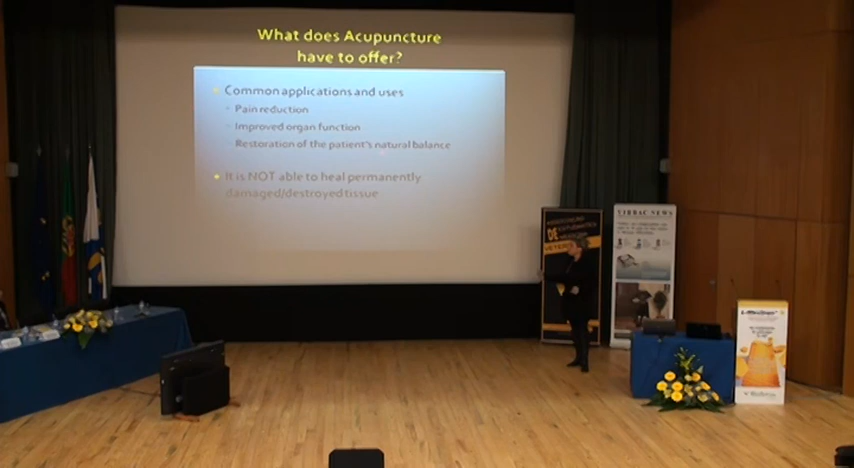 What does Acupuncture
have to offer?
Common applications and uses
Pain reduction
Improved organ function
Restoration of the patient's natural balance
It is NOT able to heal permanently
damaged/destroyed tissue
DE
VIRBAC NEWS